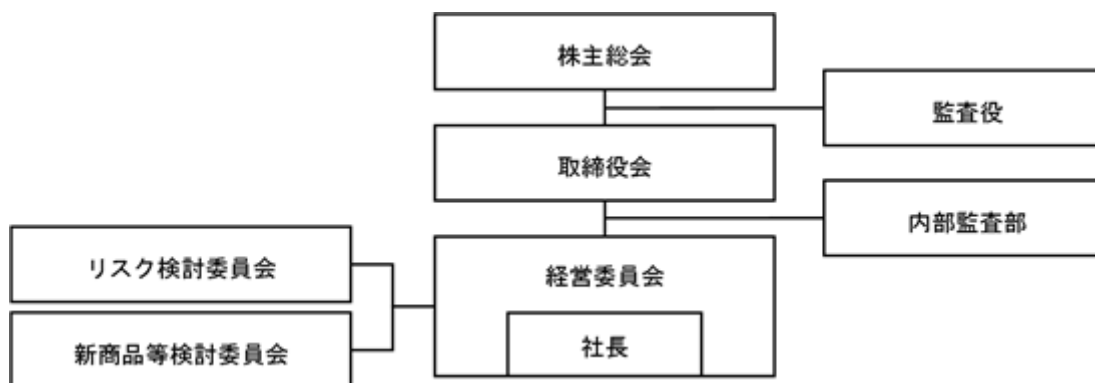 株主総会
監査役
取締役会
内部監査部
リスク検討委員会
経営委員会
新商品等検討委員会
社長